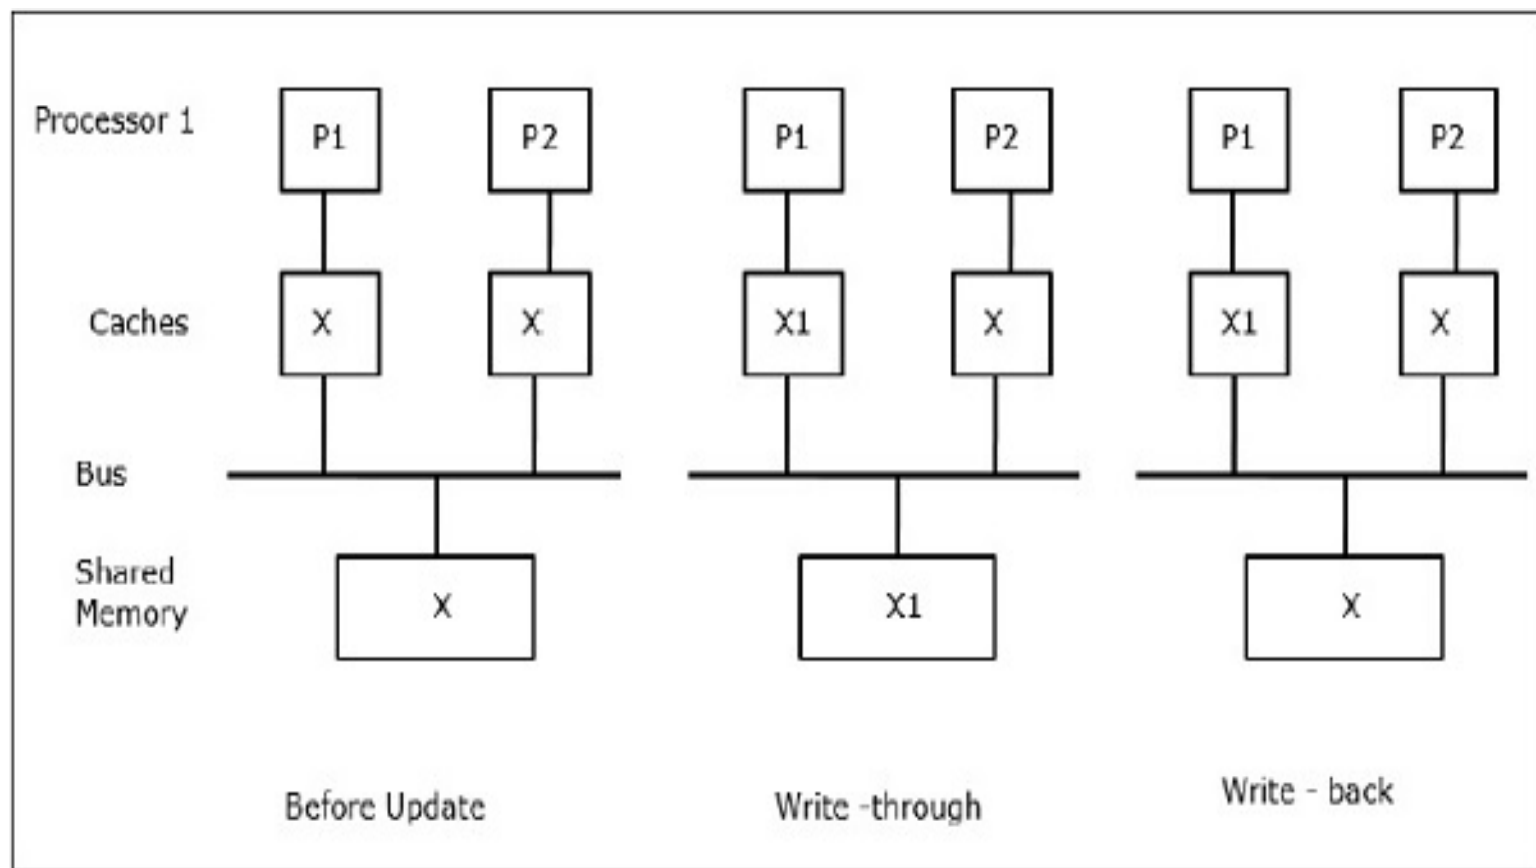 Processor 1
P1
P2
P1
P2
P1
P2
Caches
X
X
X1
X
X1
X
Bus
Shared
Memory
X
X1
X
Before Update
Write -through
Write - back